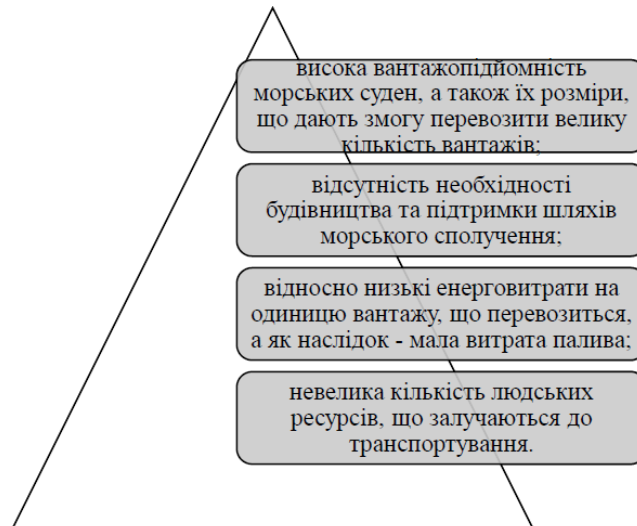 висока вантажопідйомність
морських суден, а також їх розміри,
що дають змогу перевозити велику
кількість вантажів;
відсутність необхідності
будівництва та підтримки шляхів
морського сполучення;
відносно низькі енерговитрати на
одиницю вантажу, що перевозиться,
а як наслідок - мала витрата палива;
невелика кількість людських
ресурсів, що залучаються до
транспортування.